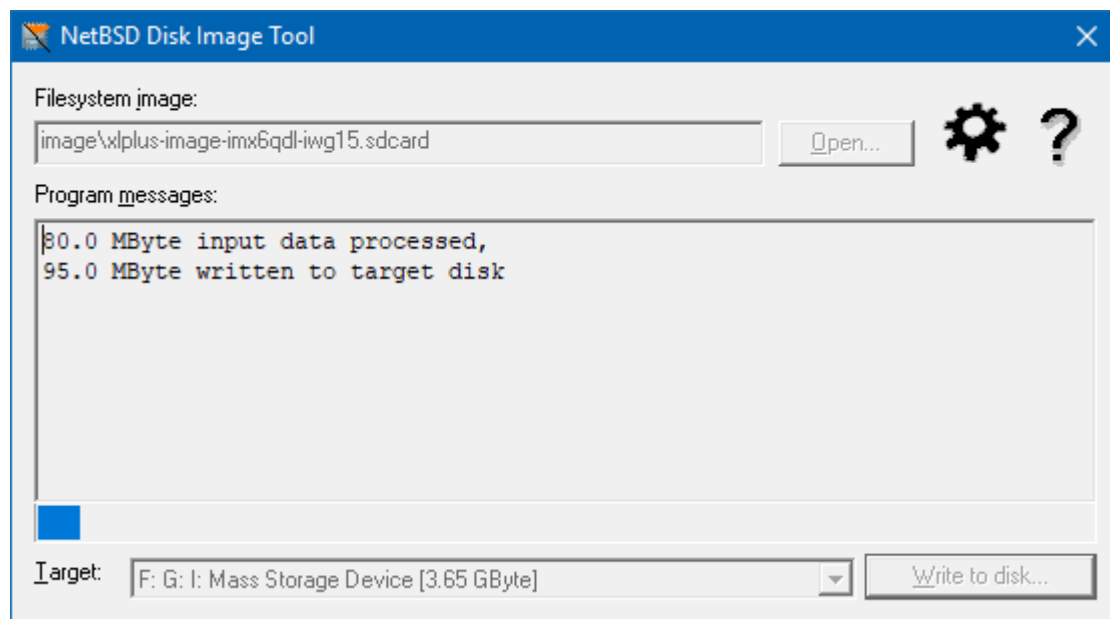 NetBSD Disk Image Tool
Filesystem image:
image\xlplus-image-imx6qdl-iwg15.sdcard
Open...
Program messages:
80.0 MByte input data processed,
95.0 MByte written to target disk
Target:
F: G: I: Mass Storage Device [3.65 GByte]
Write to disk...